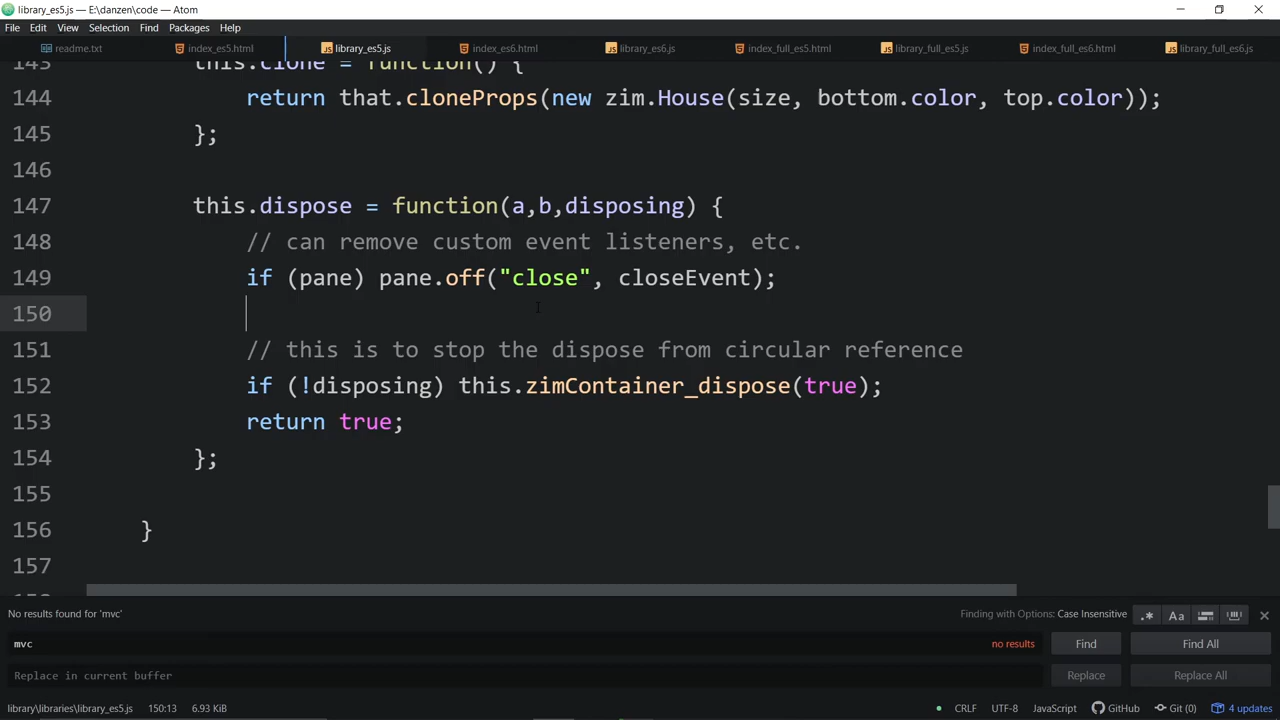 library_es5.js — E:\danzen\code — Atom
File Edit View Selection Find Packages Help
readme.txt index_es5.html library_es5.js index_es6.html library_es6.js index_full_es5.html library_full_es5.js index_full_es6.html library_full_es6.js
143 this.clone = function() {
144 return that.cloneProps(new zim.House(size, bottom.color, top.color));
145 };
146
147 this.dispose = function(a,b,disposing) {
148 // can remove custom event listeners, etc.
149 if (pane) pane.off("close", closeEvent);
150
151 // this is to stop the dispose from circular reference
152 if (!disposing) this.zimContainer_dispose(true);
153 return true;
154 };
155
156 }
157
No results found for 'mvc' Finding with Options: Case Insensitive .* Aa
mvc no results Find Find All
Replace in current buffer Replace Replace All
library\libraries\library_es5.js 150:13 6.93 KiB CRLF UTF-8 JavaScript GitHub Git (0) 4 updates